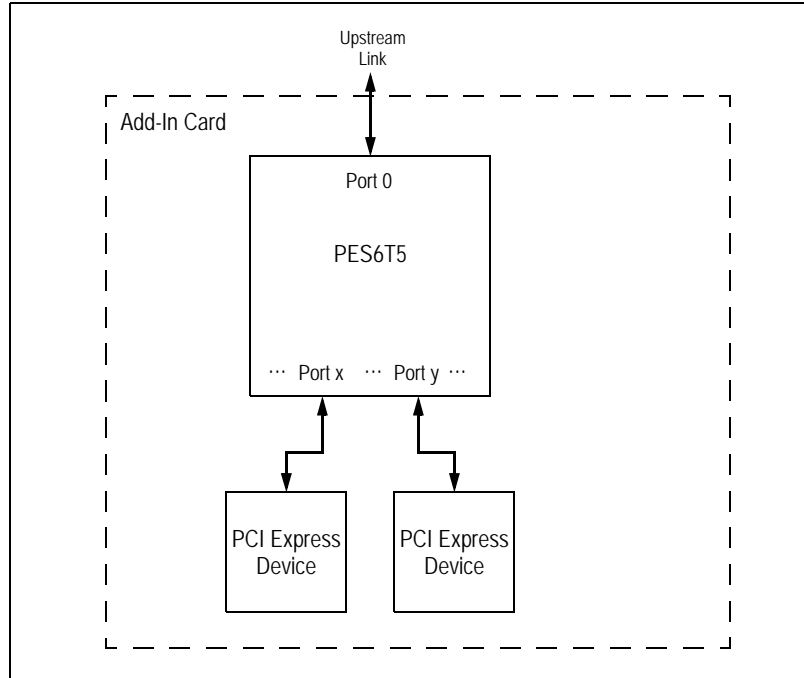 Upstream
Link
Add-In Card
Port 0
PES6T5
··· Port x ··· Port y ···
PCI Express
Device
PCI Express
Device